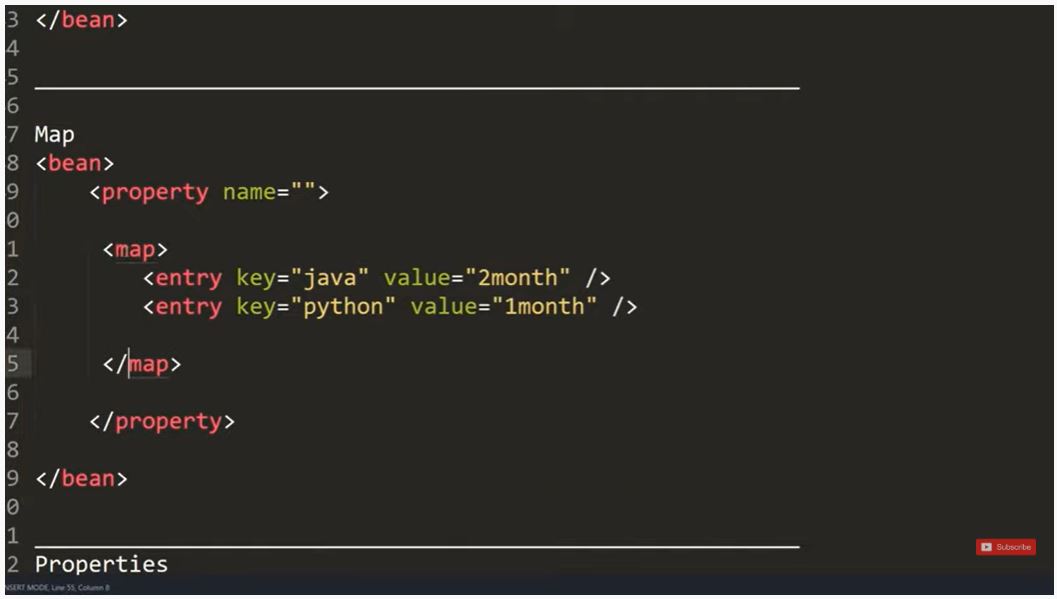 3 </bean>
4
5
6
7 Map
8 <bean>
9 <property name="">
0
1 <map>
2 <entry key="java" value="2month" />
3 <entry key="python" value="1month" />
4
5 </map>
6
7 </property>
8
9 </bean>
0
1
2 Properties
Subscribe
NSERT MODE, Line 55, Column 8